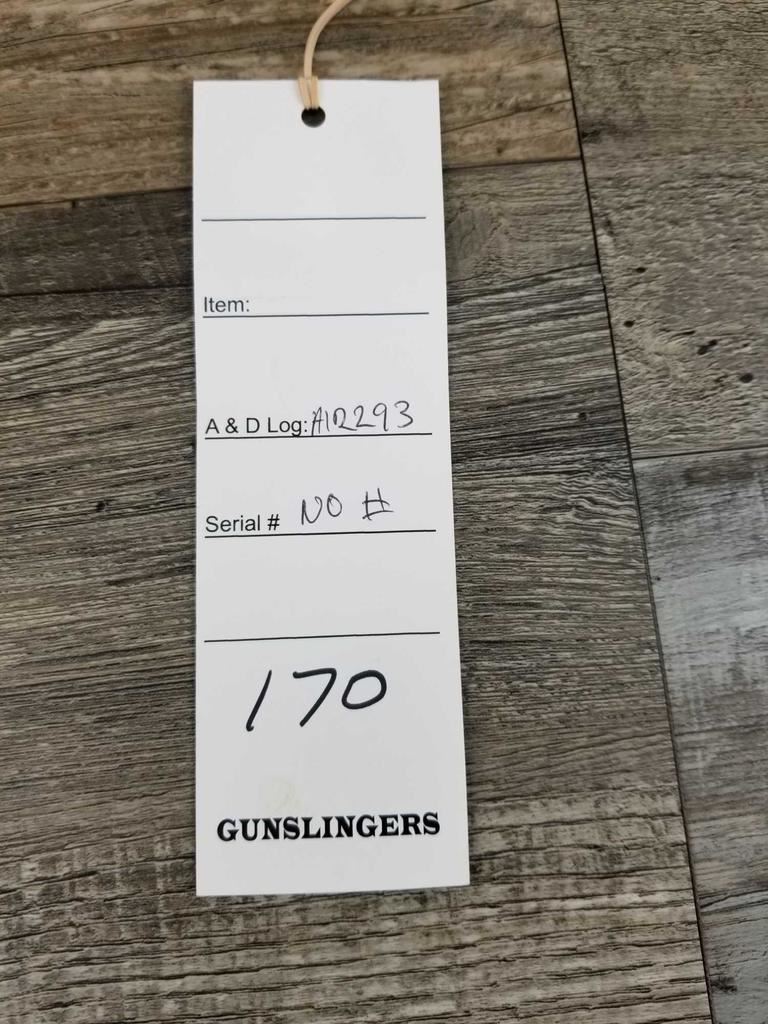 Item:
A & D Log: A12293
Serial # NO #
170
GUNSLINGERS